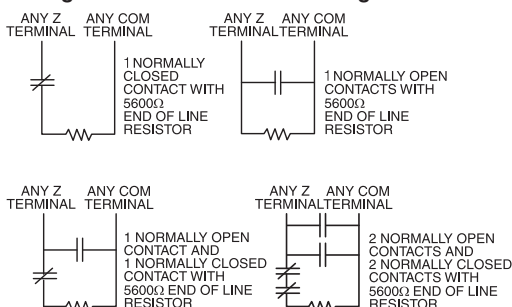 ANY Z ANY COM
TERMINAL TERMINAL
1 NORMALLY
CLOSED
CONTACT WITH
5600Ω
END OF LINE
RESISTOR
ANY Z ANY COM
TERMINAL TERMINAL
1 NORMALLY OPEN
CONTACTS WITH
5600Ω
END OF LINE
RESISTOR
ANY Z ANY COM
TERMINAL TERMINAL
1 NORMALLY OPEN
CONTACT AND
1 NORMALLY CLOSED
CONTACT WITH
5600Ω END OF LINE
RESISTOR
ANY Z ANY COM
TERMINAL TERMINAL
2 NORMALLY OPEN
CONTACTS AND
2 NORMALLY CLOSED
CONTACTS WITH
5600Ω END OF LINE
RESISTOR